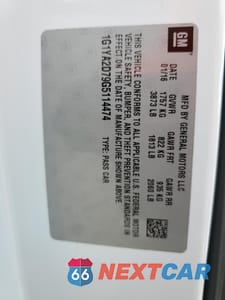 GM
MFD BY GENERAL MOTORS LLC
DATE GVWR GAWR FRT GAWR RR
01/16 1757 KG 822 KG 935 KG
3873 LB 1813 LB 2060 LB
THIS VEHICLE CONFORMS TO ALL APPLICABLE U.S. FEDERAL MOTOR
VEHICLE SAFETY, BUMPER, AND THEFT PREVENTION STANDARDS IN
EFFECT ON THE DATE OF MANUFACTURE SHOWN ABOVE.
1G1YA2D79G5114474 TYPE: PASS CAR
66 NEXTCAR